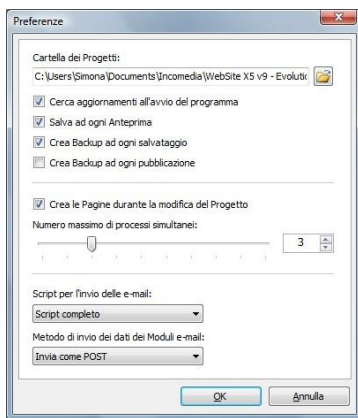 Preferenze
Cartella dei Progetti:
C:\Users\Simona\Documents\Incomedia\WebSite X5 v9 - Evolutic
Cerca aggiornamenti all'avvio del programma
Salva ad ogni Anteprima
Crea Backup ad ogni salvataggio
Crea Backup ad ogni pubblicazione
Crea le Pagine durante la modifica del Progetto
Numero massimo di processi simultanei:
3
Script per l'invio delle e-mail:
Script completo
Metodo di invio dei dati dei Moduli e-mail:
Invia come POST
OK Annulla